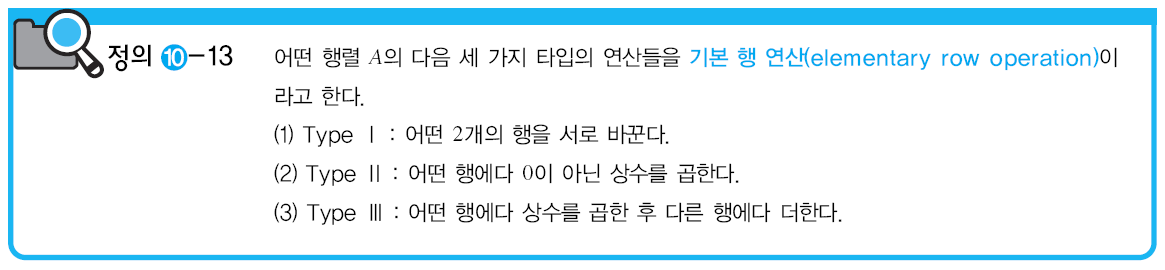 정의 10-13
어떤 행렬 A의 다음 세 가지 타입의 연산들을 기본 행 연산(elementary row operation)이
라고 한다.
(1) Type Ⅰ : 어떤 2개의 행을 서로 바꾼다.
(2) Type Ⅱ : 어떤 행에다 0이 아닌 상수를 곱한다.
(3) Type Ⅲ : 어떤 행에다 상수를 곱한 후 다른 행에다 더한다.